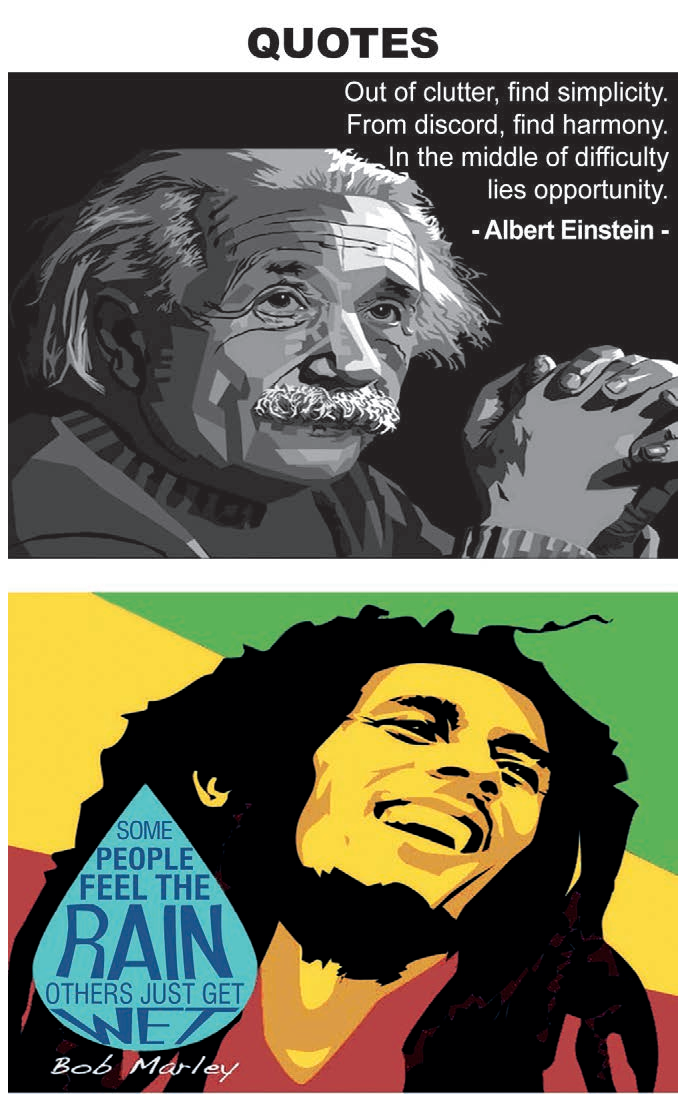 QUOTES
Out of clutter, find simplicity.
From discord, find harmony.
In the middle of difficulty
lies opportunity.
- Albert Einstein -
SOME
PEOPLE
FEEL THE
RAIN
OTHERS JUST GET
WET
Bob Marley